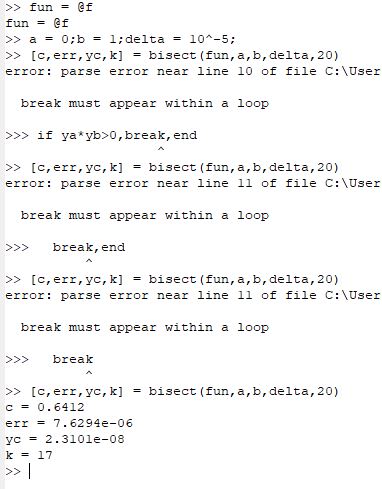 >> fun = @f
fun = @f
>> a = 0;b = 1;delta = 10^-5;
>> [c,err,yc,k] = bisect(fun,a,b,delta,20)
error: parse error near line 10 of file C:\User
break must appear within a loop
>>> if ya*yb>0,break,end
^
>> [c,err,yc,k] = bisect(fun,a,b,delta,20)
error: parse error near line 11 of file C:\User
break must appear within a loop
>>> break,end
^
>> [c,err,yc,k] = bisect(fun,a,b,delta,20)
error: parse error near line 11 of file C:\User
break must appear within a loop
>>> break
^
>> [c,err,yc,k] = bisect(fun,a,b,delta,20)
c = 0.6412
err = 7.6294e-06
yc = 2.3101e-08
k = 17
>>